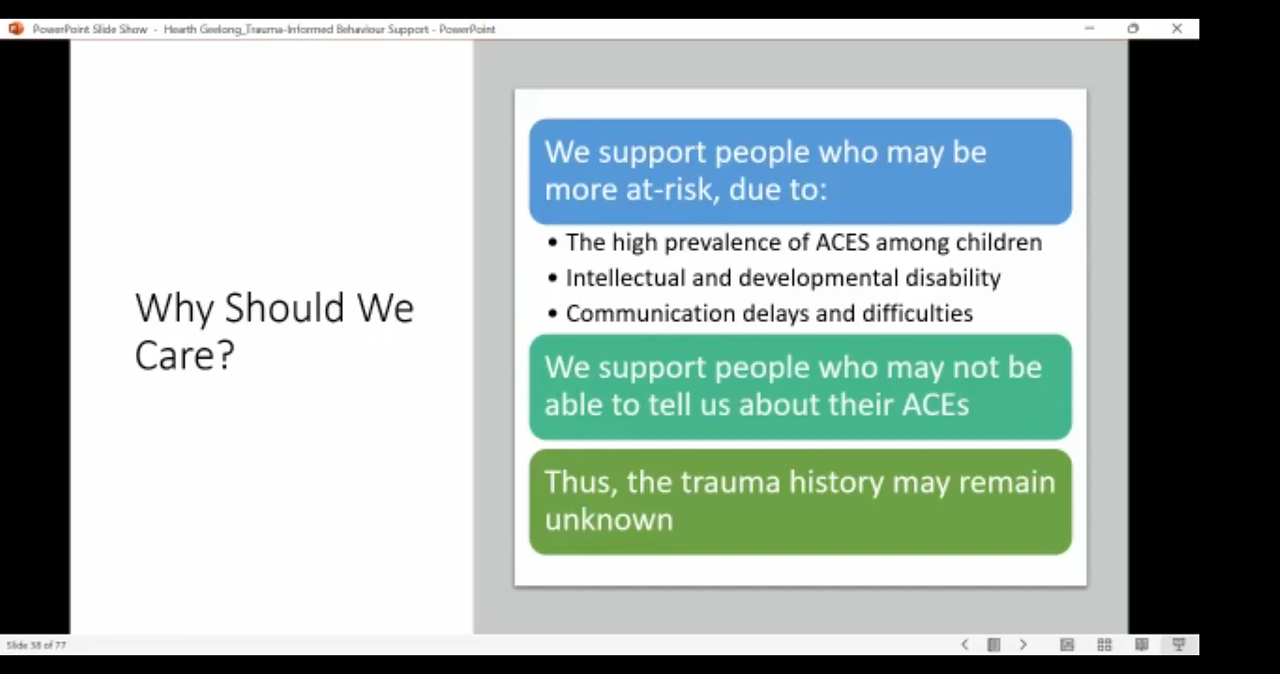 PowerPoint Slide Show - Hearth Geelong_Trauma-Informed Behaviour Support - PowerPoint
Why Should We
Care?
We support people who may be
more at-risk, due to:
• The high prevalence of ACES among children
• Intellectual and developmental disability
• Communication delays and difficulties
We support people who may not be
able to tell us about their ACEs
Thus, the trauma history may remain
unknown
Slide 38 of 77